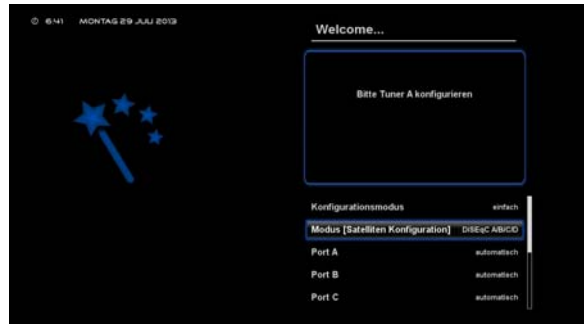 6:41 MONTAG 29 JULI 2013
Welcome...
Bitte Tuner A konfigurieren
Konfigurationsmodus einfach
Modus [Satelliten Konfiguration] DiSEqC A/B/C/D
Port A automatisch
Port B automatisch
Port C automatisch